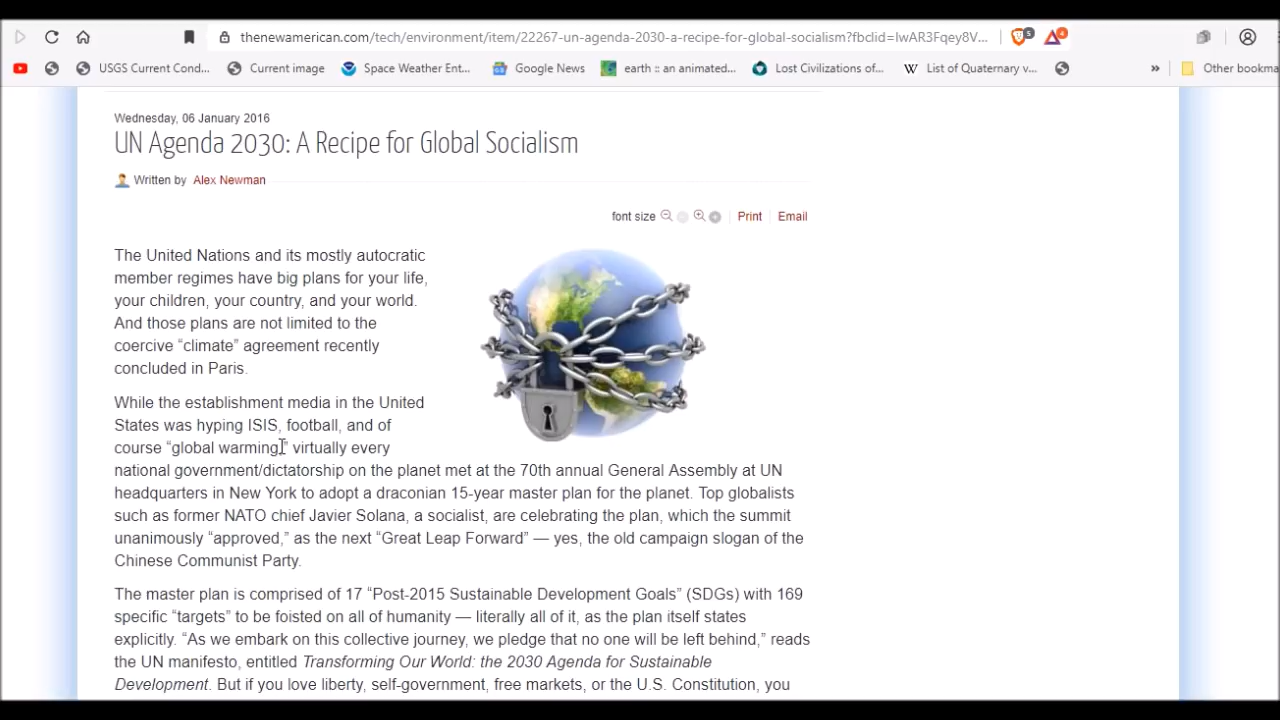 thenewamerican.com/tech/environment/item/22267-un-agenda-2030-a-recipe-for-global-socialism?fbclid=IwAR3Fqey8V...
5
4
USGS Current Cond...
Current image
Space Weather Ent...
Google News
earth :: an animated...
Lost Civilizations of...
W
List of Quaternary v...
»
Other bookma
Wednesday, 06 January 2016
UN Agenda 2030: A Recipe for Global Socialism
Written by Alex Newman
font size
Print
Email
The United Nations and its mostly autocratic
member regimes have big plans for your life,
your children, your country, and your world.
And those plans are not limited to the
coercive “climate” agreement recently
concluded in Paris.
While the establishment media in the United
States was hyping ISIS, football, and of
course “global warming,” virtually every
national government/dictatorship on the planet met at the 70th annual General Assembly at UN
headquarters in New York to adopt a draconian 15-year master plan for the planet. Top globalists
such as former NATO chief Javier Solana, a socialist, are celebrating the plan, which the summit
unanimously “approved,” as the next “Great Leap Forward” — yes, the old campaign slogan of the
Chinese Communist Party.
The master plan is comprised of 17 “Post-2015 Sustainable Development Goals” (SDGs) with 169
specific “targets” to be foisted on all of humanity — literally all of it, as the plan itself states
explicitly. “As we embark on this collective journey, we pledge that no one will be left behind,” reads
the UN manifesto, entitled Transforming Our World: the 2030 Agenda for Sustainable
Development. But if you love liberty, self-government, free markets, or the U.S. Constitution, you